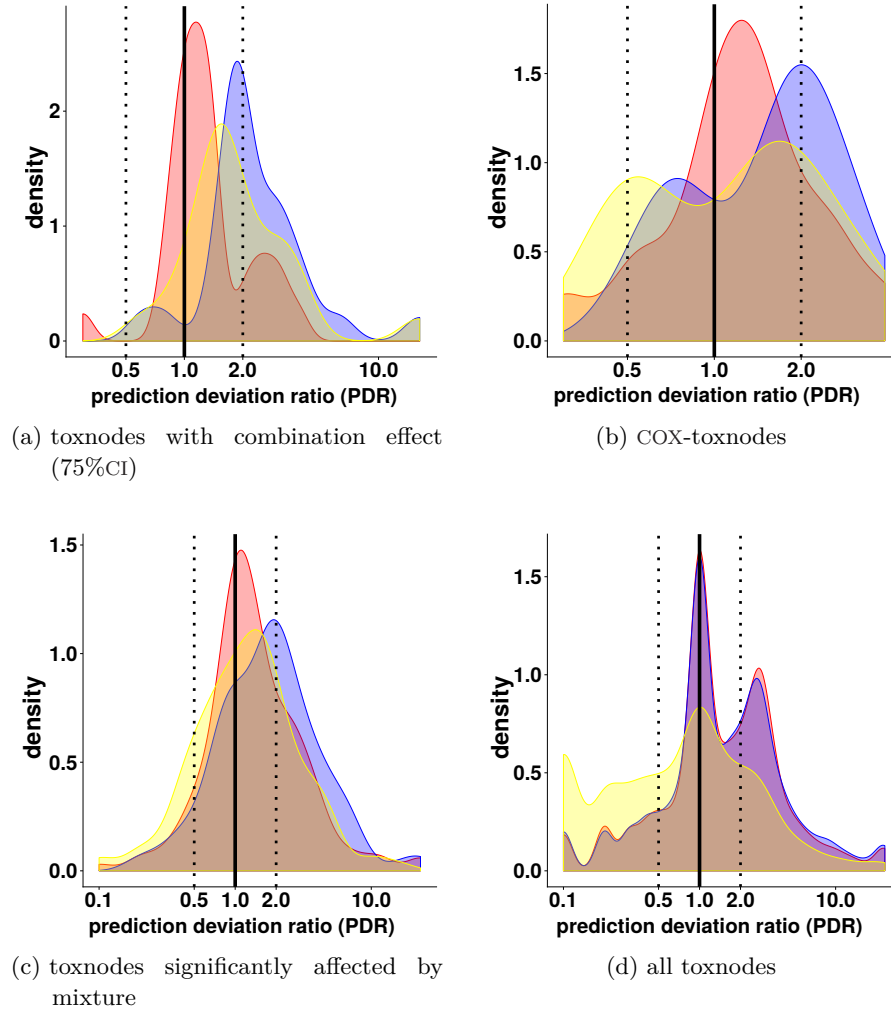 2
1
0
density
0.5 1.0 2.0 10.0
prediction deviation ratio (PDR)
(a) toxnodes with combination effect
(75%CI)
1.5
1.0
0.5
0.0
density
0.5 1.0 2.0
prediction deviation ratio (PDR)
(b) COX-toxnodes
1.5
1.0
0.5
0.0
density
0.1 0.5 1.0 2.0 10.0
prediction deviation ratio (PDR)
(c) toxnodes significantly affected by
mixture
1.5
1.0
0.5
0.0
density
0.1 0.5 1.0 2.0 10.0
prediction deviation ratio (PDR)
(d) all toxnodes